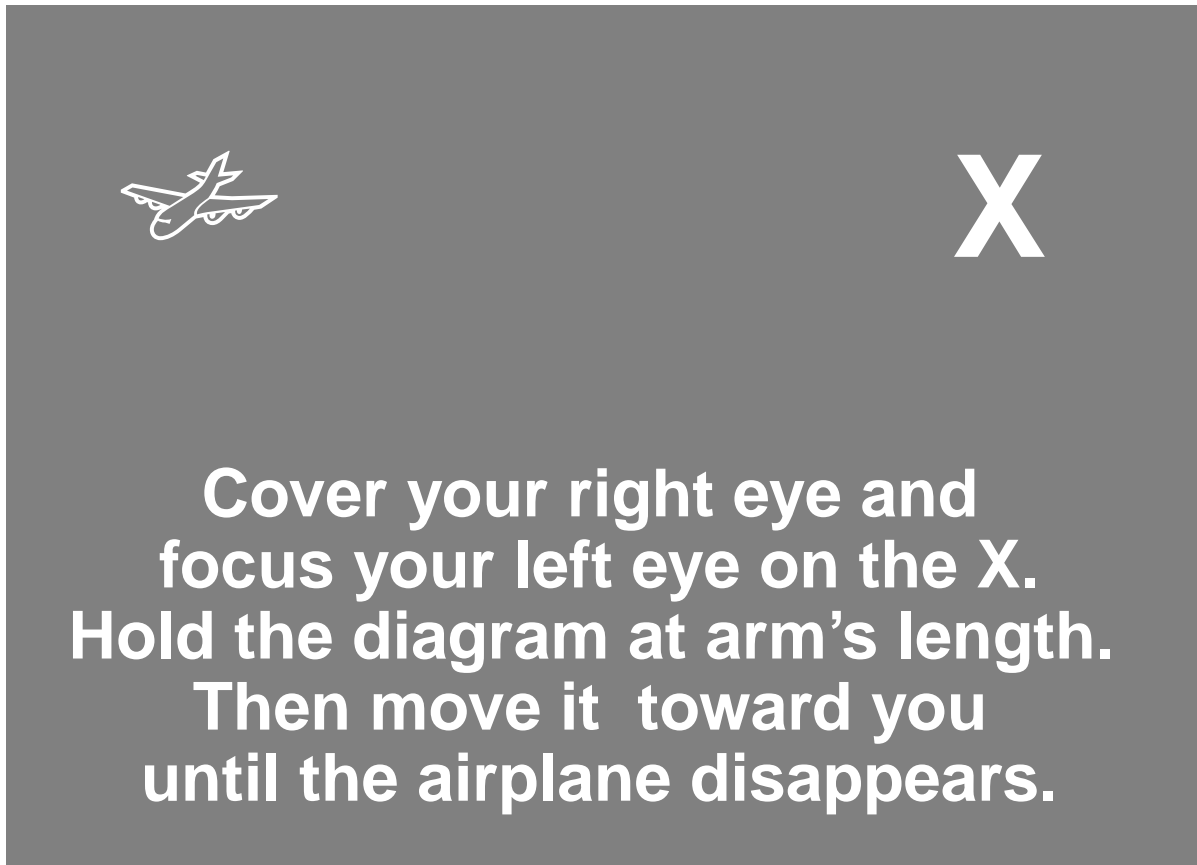 X
Cover your right eye and
focus your left eye on the X.
Hold the diagram at arm’s length.
Then move it  toward you
until the airplane disappears.